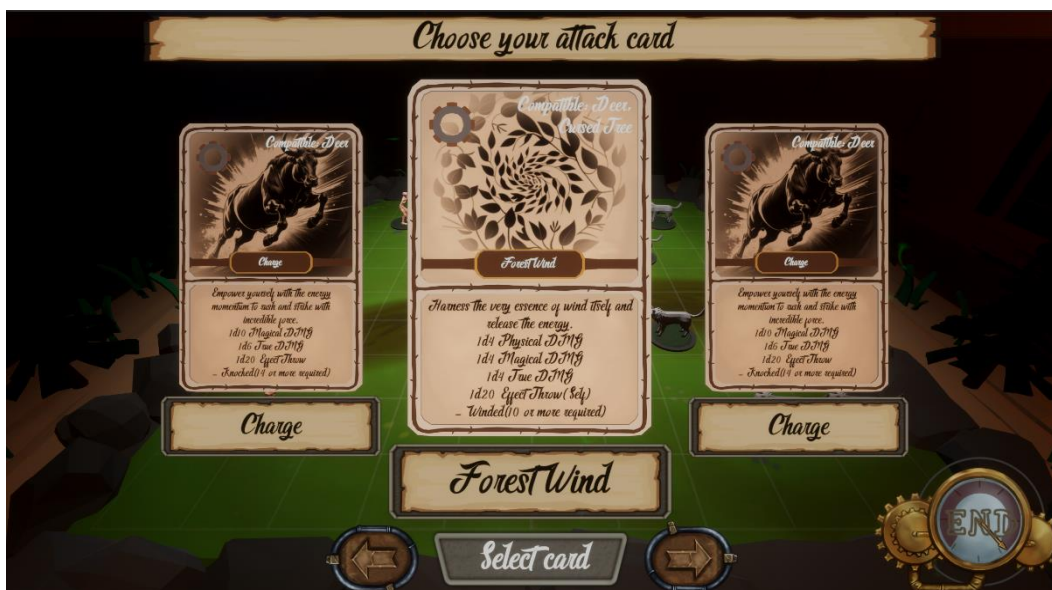 Choose your attack card
Compatible: Deer
Charge
Empower yourself with the energy
momentum to rush and strike with
incredible force.
1d10 Magical DMG
1d6 True DMG
1d20 Effect Throw
- Knocked(14 or more required)
Charge
Compatible: Deer,
Cursed Tree
Forest Wind
Harness the very essence of wind itself and
release the energy.
1d4 Physical DMG
1d4 Magical DMG
1d4 True DMG
1d20 Effect Throw(Self)
- Winded(10 or more required)
Forest Wind
Compatible: Deer
Charge
Empower yourself with the energy
momentum to rush and strike with
incredible force.
1d10 Magical DMG
1d6 True DMG
1d20 Effect Throw
- Knocked(14 or more required)
Charge
Select card
END